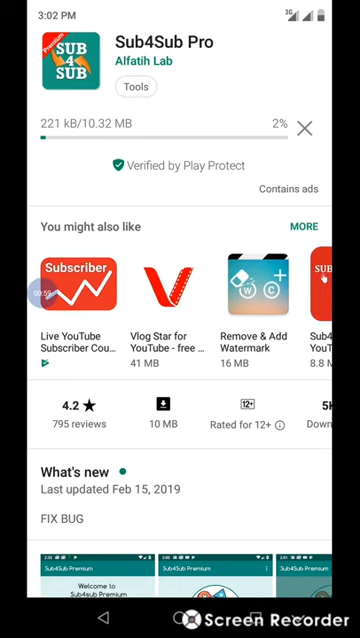 3:02 PM
3G
Premium
SUB
4
SUB
Sub4Sub Pro
Alfatih Lab
Tools
221 kB/10.32 MB
2%
Verified by Play Protect
Contains ads
You might also like
MORE
Subscriber
00:59
W
C
SUB
Live YouTube
Subscriber Cou...
Vlog Star for
YouTube - free ...
41 MB
Remove & Add
Watermark
16 MB
Sub4
YouT
8.8 M
4.2 ★
795 reviews
10 MB
12+
Rated for 12+
5K
Down
What's new
Last updated Feb 15, 2019
FIX BUG
Sub4Sub Premium
Welcome to
Sub4sub Premium
Sub4Sub Premium
Sub4Sub Premium
Screen Recorder